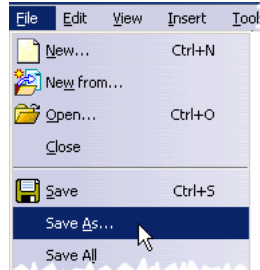 File Edit View Insert Tool
New... Ctrl+N
New from...
Open... Ctrl+O
Close
Save Ctrl+S
Save As...
Save All